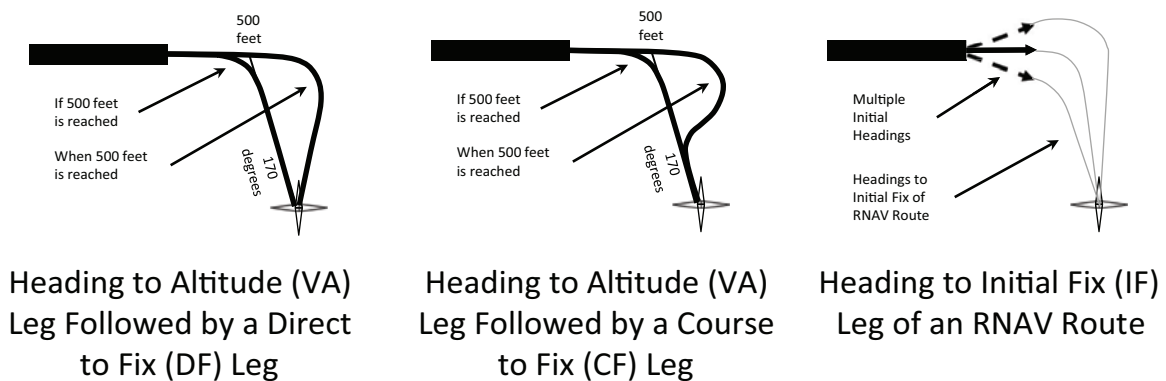 500
feet
If 500 feet
is reached
When 500 feet
is reached
170
degrees
Heading to Altitude (VA)
Leg Followed by a Direct
to Fix (DF) Leg
500
feet
If 500 feet
is reached
When 500 feet
is reached
170
degrees
Heading to Altitude (VA)
Leg Followed by a Course
to Fix (CF) Leg
Multiple
Initial
Headings
Headings to
Initial Fix of
RNAV Route
Heading to Initial Fix (IF)
Leg of an RNAV Route